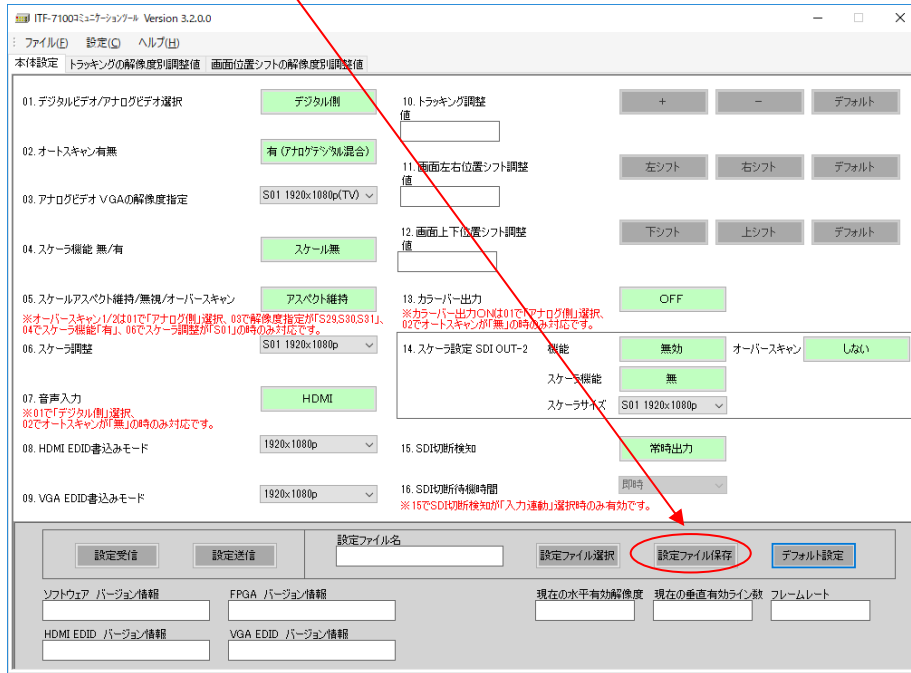 ITF-7100コミュニケーションツール Version 3.2.0.0
ファイル(F) 設定(C) ヘルプ(H)
本体設定 トラッキングの解像度別調整値 画面位置シフトの解像度別調整値
01. デジタルビデオ/アナログビデオ選択 デジタル側
02. オートスキャン有無 有 (アナログデジタル混合)
03. アナログビデオ VGAの解像度指定 S01 1920x1080p(TV)
04. スケーラ機能 無/有 スケール無
05. スケールアスペクト維持/無視/オーバースキャン アスペクト維持
※オーバースキャン1/2は01で「アナログ側」選択、03で解像度指定が「S29,S30,S31」、
04でスケーラ機能「有」、06でスケーラ調整が「S01」の時のみ対応です。
06. スケーラ調整 S01 1920x1080p
07. 音声入力 HDMI
※01で「デジタル側」選択、
02でオートスキャンが「無」の時のみ対応です。
08. HDMI EDID書込みモード 1920x1080p
09. VGA EDID書込みモード 1920x1080p
10. トラッキング調整 + - デフォルト
値
11. 画面左右位置シフト調整 左シフト 右シフト デフォルト
値
12. 画面上下位置シフト調整 下シフト 上シフト デフォルト
値
13. カラーバー出力 OFF
※カラーバー出力ONは01で「アナログ側」選択、
02でオートスキャンが「無」の時のみ対応です。
14. スケーラ設定 SDI OUT-2 機能 無効 オーバースキャン しない
スケーラ機能 無
スケーラサイズ S01 1920x1080p
15. SDI切断検知 常時出力
16. SDI切断待機時間 即時
※15でSDI切断検知が「入力連動」選択時のみ有効です。
設定受信 設定送信 設定ファイル名 設定ファイル選択 設定ファイル保存 デフォルト設定
ソフトウェア バージョン情報 FPGA バージョン情報 現在の水平有効解像度 現在の垂直有効ライン数 フレームレート
HDMI EDID バージョン情報 VGA EDID バージョン情報